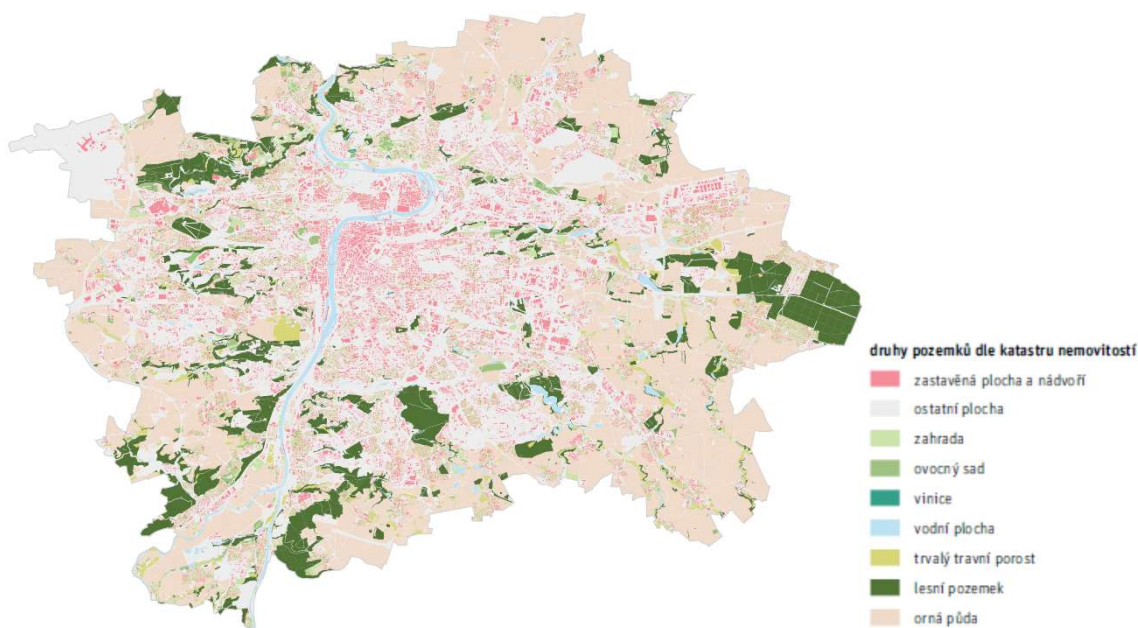 druhy pozemků dle katastru nemovitostí
zastavěná plocha a nádvoří
ostatní plocha
zahrada
ovocný sad
vinice
vodní plocha
trvalý travní porost
lesní pozemek
orná půda